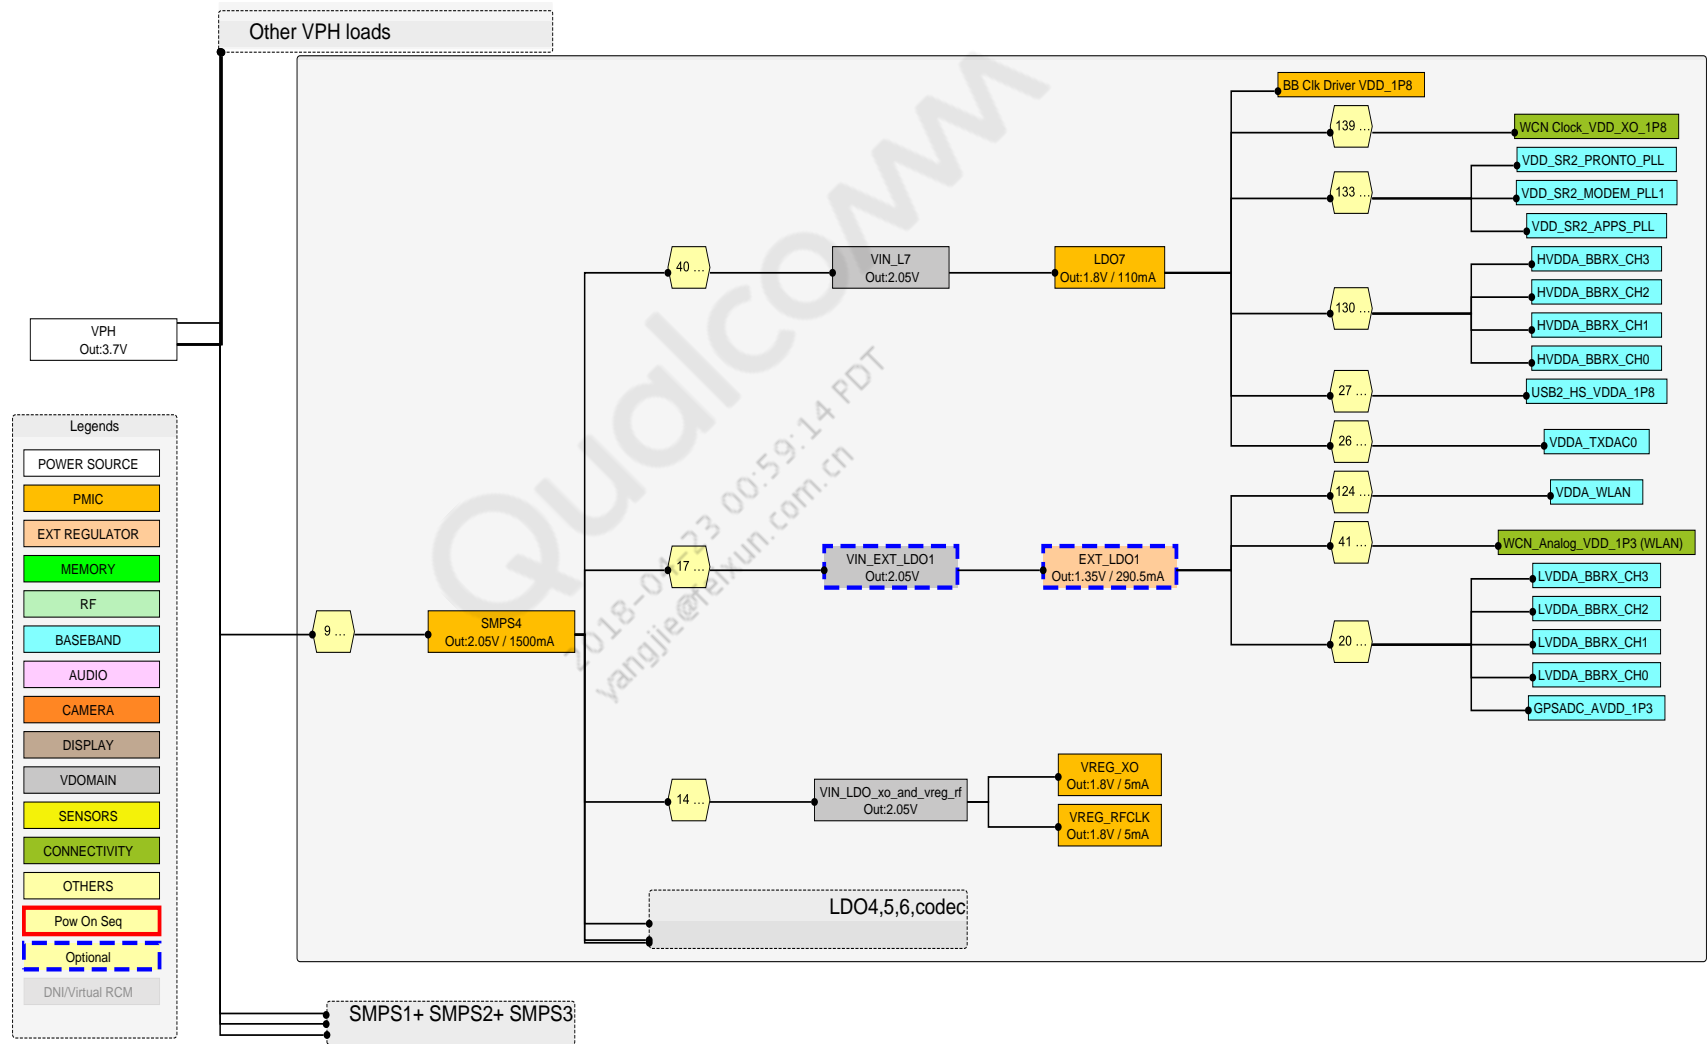 Other VPH loads
VPH
Out:3.7V
Legends
POWER SOURCE
PMIC
EXT REGULATOR
MEMORY
RF
BASEBAND
AUDIO
CAMERA
DISPLAY
VDOMAIN
SENSORS
CONNECTIVITY
OTHERS
Pow On Seq
Optional
DNI/Virtual RCM
9 ...
SMPS4
Out:2.05V / 1500mA
40 ...
VIN_L7
Out:2.05V
LDO7
Out:1.8V / 110mA
BB Clk Driver VDD_1P8
139 ...
WCN Clock_VDD_XO_1P8
133 ...
VDD_SR2_PRONTO_PLL
VDD_SR2_MODEM_PLL1
VDD_SR2_APPS_PLL
130 ...
HVDDA_BBRX_CH3
HVDDA_BBRX_CH2
HVDDA_BBRX_CH1
HVDDA_BBRX_CH0
27 ...
USB2_HS_VDDA_1P8
26 ...
VDDA_TXDAC0
17 ...
VIN_EXT_LDO1
Out:2.05V
EXT_LDO1
Out:1.35V / 290.5mA
124 ...
VDDA_WLAN
41 ...
WCN_Analog_VDD_1P3 (WLAN)
20 ...
LVDDA_BBRX_CH3
LVDDA_BBRX_CH2
LVDDA_BBRX_CH1
LVDDA_BBRX_CH0
GPSADC_AVDD_1P3
14 ...
VIN_LDO_xo_and_vreg_rf
Out:2.05V
VREG_XO
Out:1.8V / 5mA
VREG_RFCLK
Out:1.8V / 5mA
LDO4,5,6,codec
SMPS1+ SMPS2+ SMPS3
Qualcomm
2018-04-23 00:59:14 PDT
yangjie@feixun.com.cn